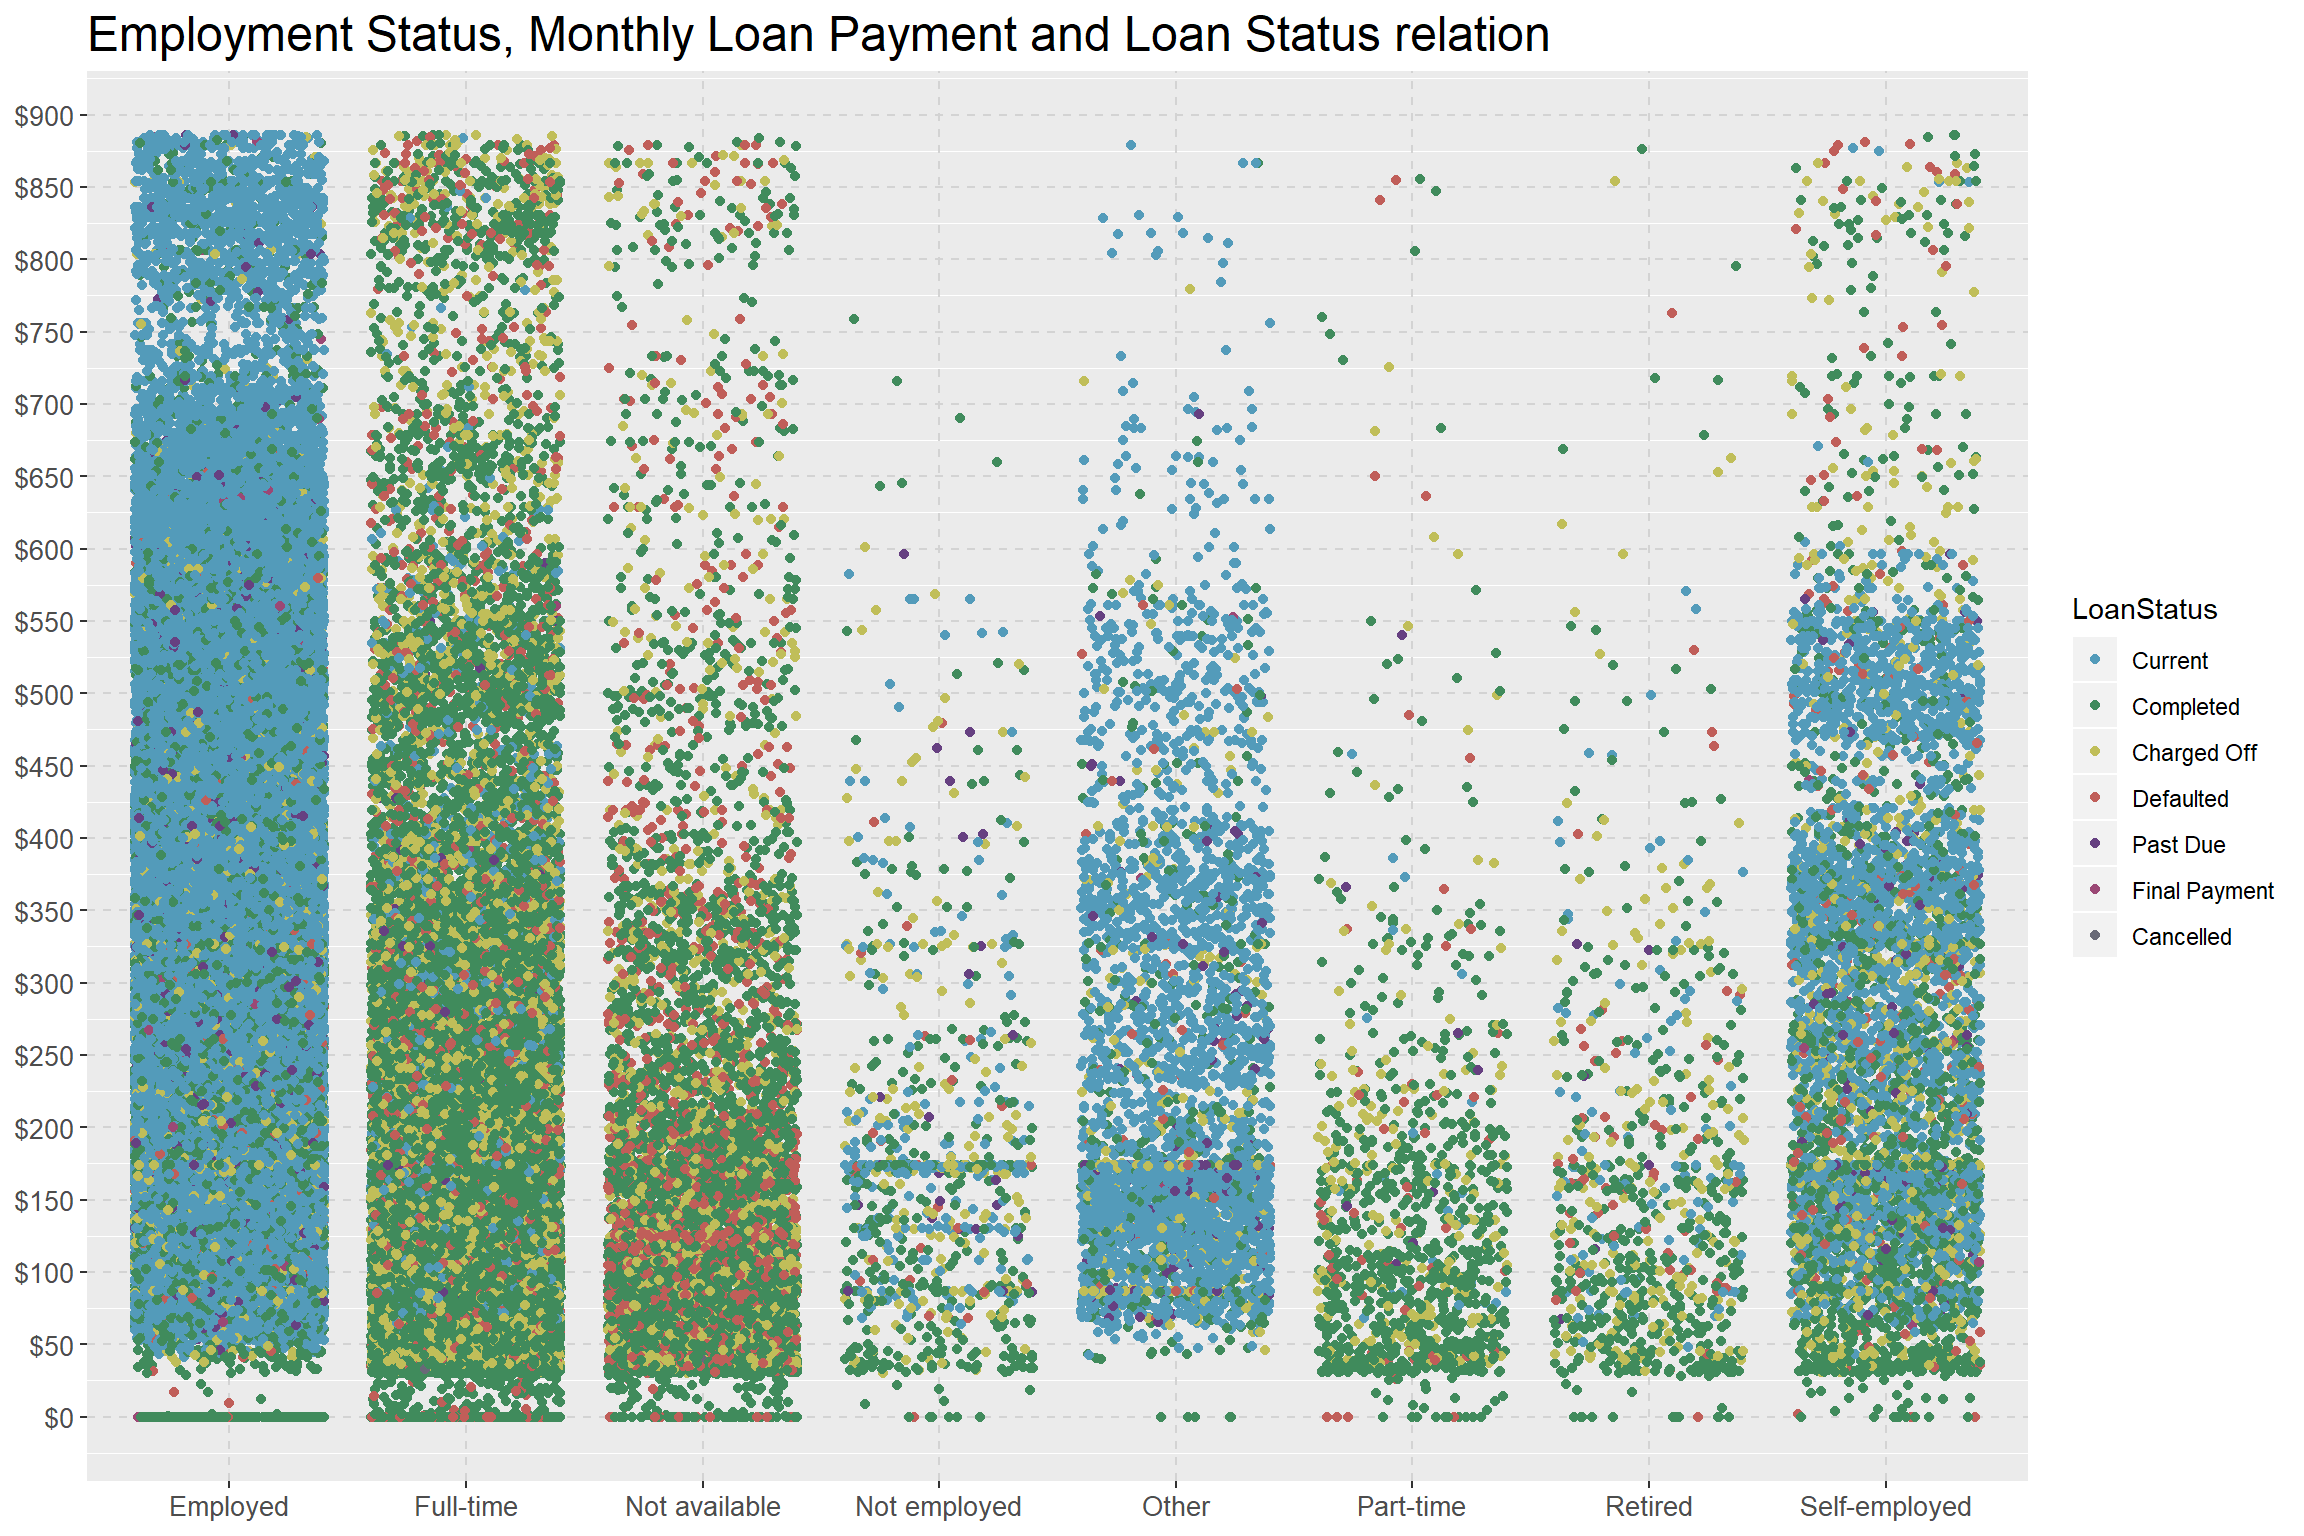 Employment Status, Monthly Loan Payment and Loan Status relation
$900
$850
$800
$750
$700
$650
$600
$550
$500
$450
$400
$350
$300
$250
$200
$150
$100
$50
$0
Employed Full-time Not available Not employed Other Part-time Retired Self-employed
LoanStatus
Current
Completed
Charged Off
Defaulted
Past Due
Final Payment
Cancelled